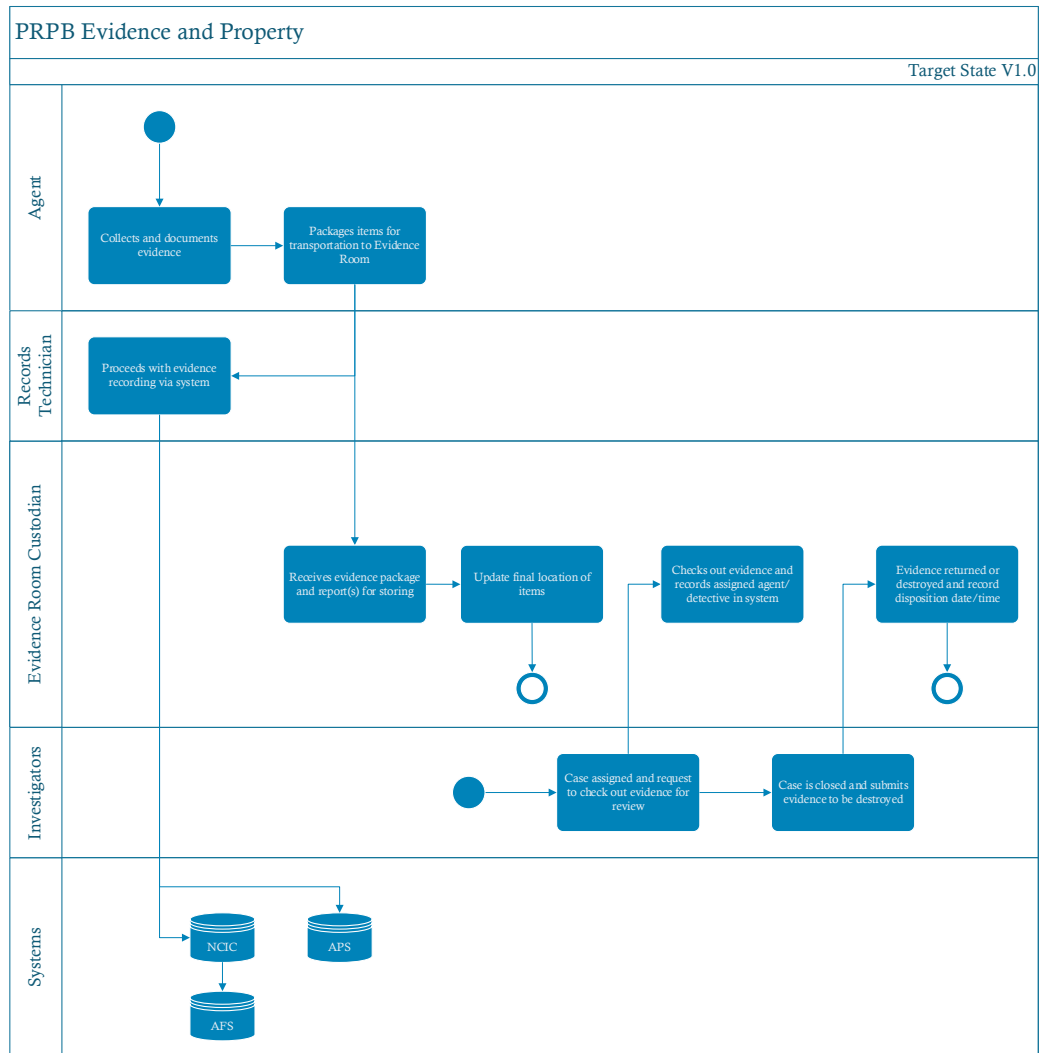 PRPB Evidence and Property
Target State V1.0
Agent
Collects and documents
evidence
Packages items for
transportation to Evidence
Room
Records
Technician
Proceeds with evidence
recording via system
Evidence Room Custodian
Receives evidence package
and report(s) for storing
Update final location of
items
Checks out evidence and
records assigned agent/
detective in system
Evidence returned or
destroyed and record
disposition date/time
Investigators
Case assigned and request
to check out evidence for
review
Case is closed and submits
evidence to be destroyed
Systems
NCIC
APS
AFS